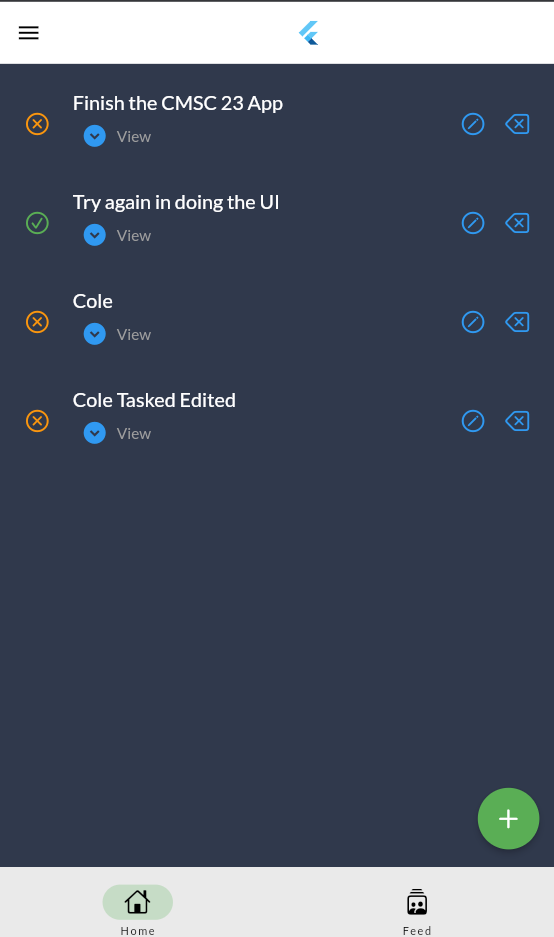 Finish the CMSC 23 App
View
Try again in doing the UI
View
Cole
View
Cole Tasked Edited
View
Home
Feed